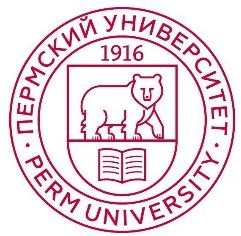 ПЕРМСКИЙ УНИВЕРСИТЕТ
1916
PERM UNIVERSITY